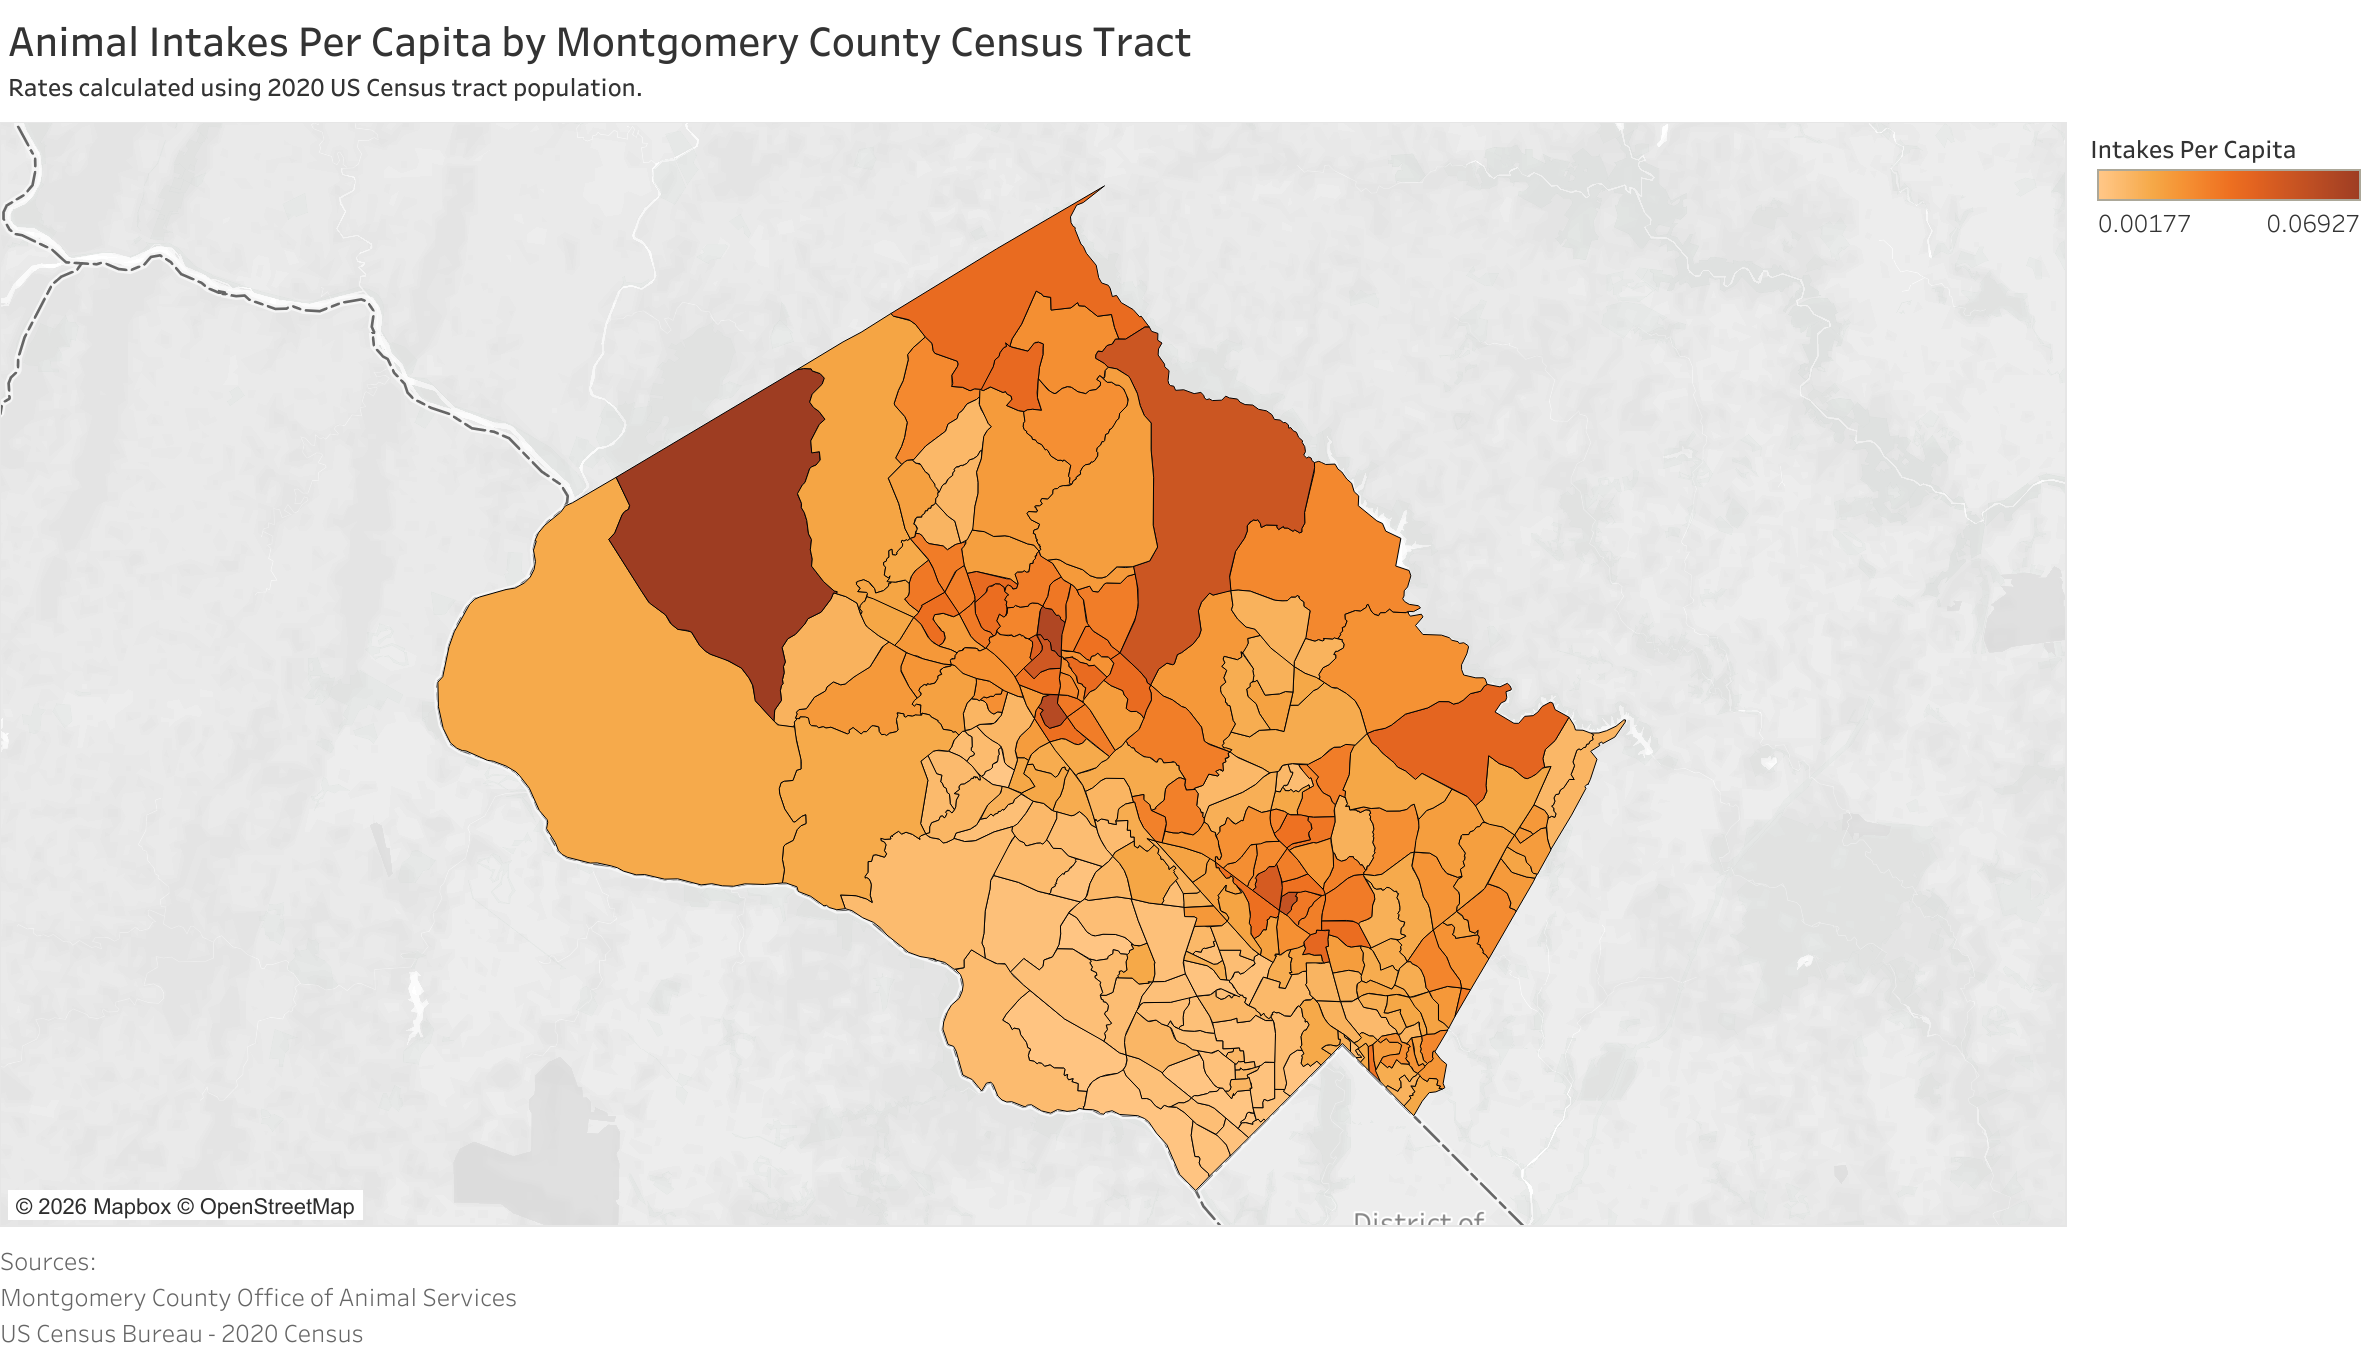 Animal Intakes Per Capita by Montgomery County Census Tract
Rates calculated using 2020 US Census tract population.
Intakes Per Capita
0.00177 0.06927
District of
© 2026 Mapbox © OpenStreetMap
Sources:
Montgomery County Office of Animal Services
US Census Bureau - 2020 Census